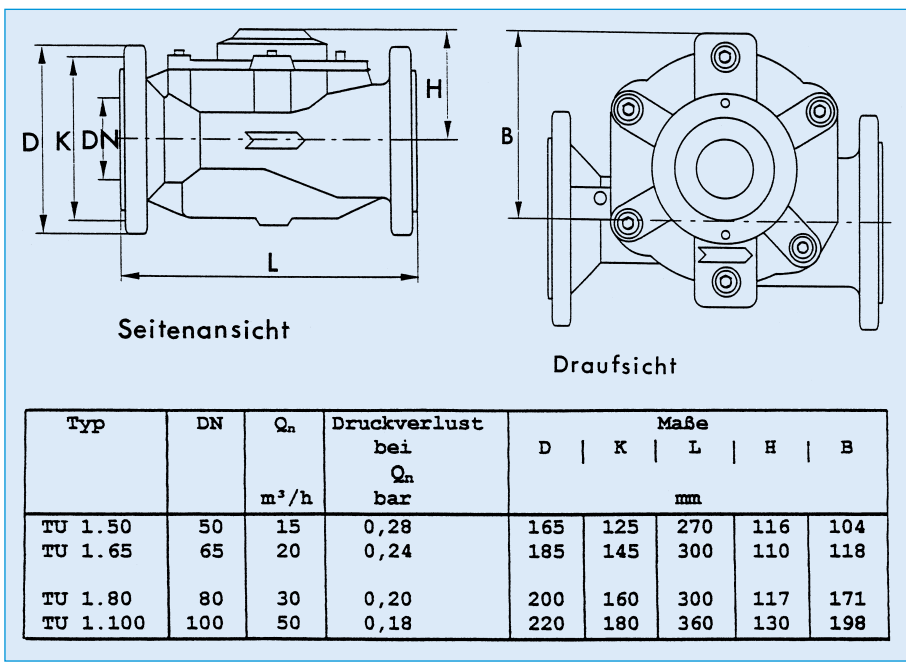 D K DN H
L
Seitenansicht
B
Draufsicht
Typ DN Qₙ Druckverlust Maße
bei D K L H B
Qₙ
m³/h bar mm
TU 1.50 50 15 0,28 165 125 270 116 104
TU 1.65 65 20 0,24 185 145 300 110 118
TU 1.80 80 30 0,20 200 160 300 117 171
TU 1.100 100 50 0,18 220 180 360 130 198